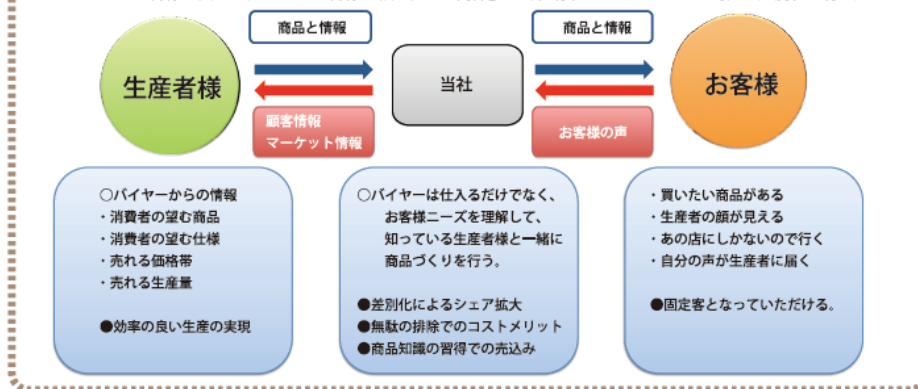 商品と情報
商品と情報
生産者様
当社
お客様
顧客情報
マーケット情報
お客様の声
○バイヤーからの情報
・消費者の望む商品
・消費者の望む仕様
・売れる価格帯
・売れる生産量
●効率の良い生産の実現
○バイヤーは仕入るだけでなく、
お客様ニーズを理解して、
知っている生産者様と一緒に
商品づくりを行う。
●差別化によるシェア拡大
●無駄の排除でのコストメリット
●商品知識の習得での売込み
・買いたい商品がある
・生産者の顔が見える
・あの店にしかないので行く
・自分の声が生産者に届く
●固定客となっていただける。